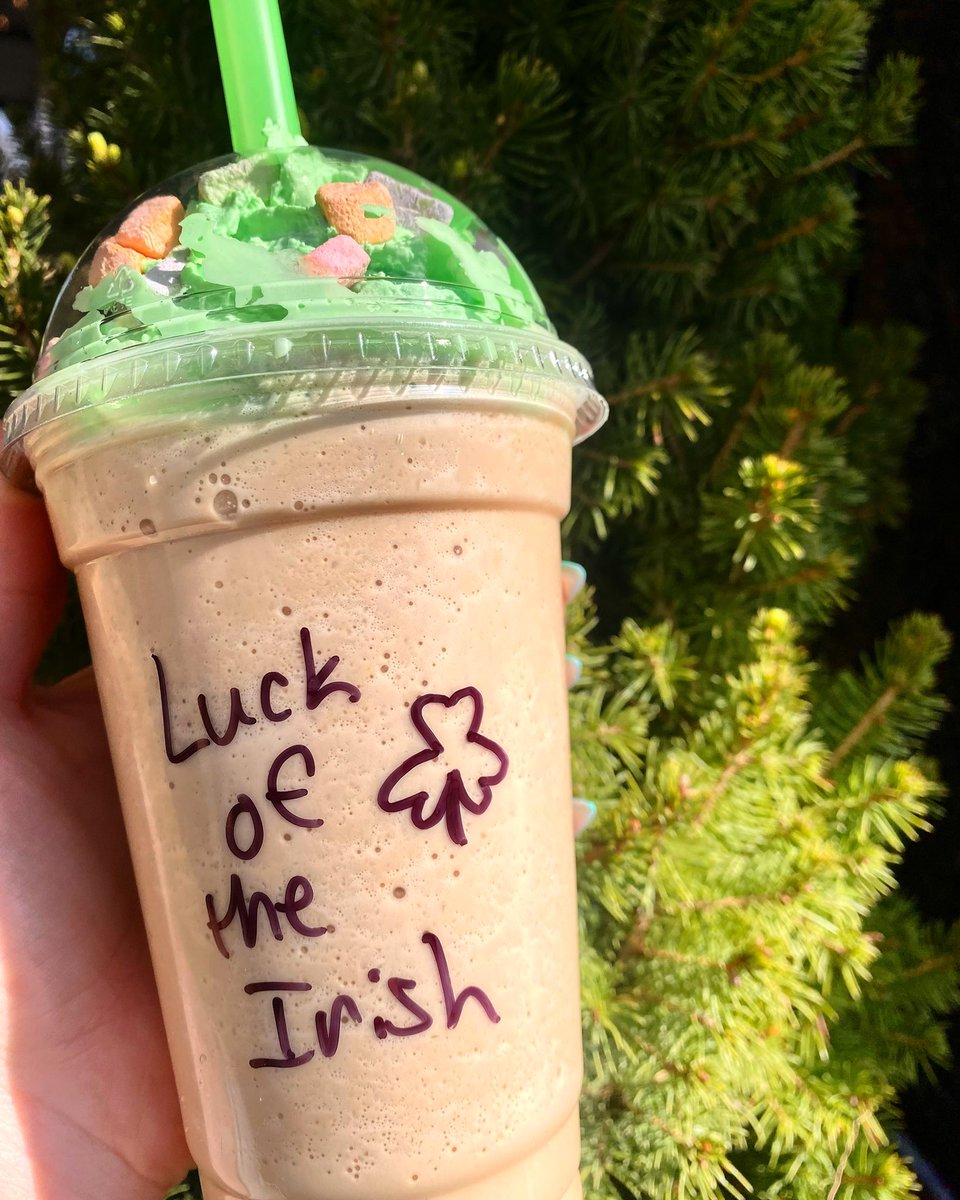 Luck
of
the
Irish